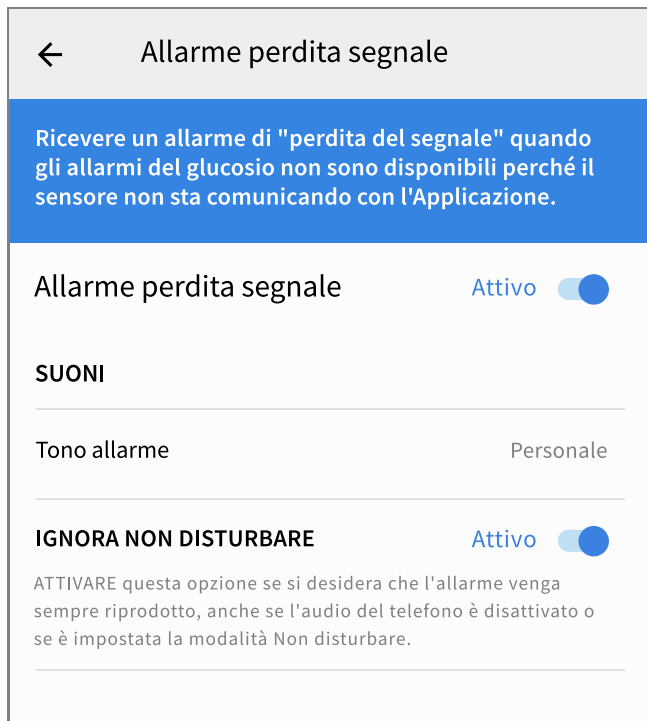 Allarme perdita segnale
Ricevere un allarme di "perdita del segnale" quando
gli allarmi del glucosio non sono disponibili perché il
sensore non sta comunicando con l'Applicazione.
Allarme perdita segnale Attivo
SUONI
Tono allarme Personale
IGNORA NON DISTURBARE Attivo
ATTIVARE questa opzione se si desidera che l'allarme venga
sempre riprodotto, anche se l'audio del telefono è disattivato o
se è impostata la modalità Non disturbare.